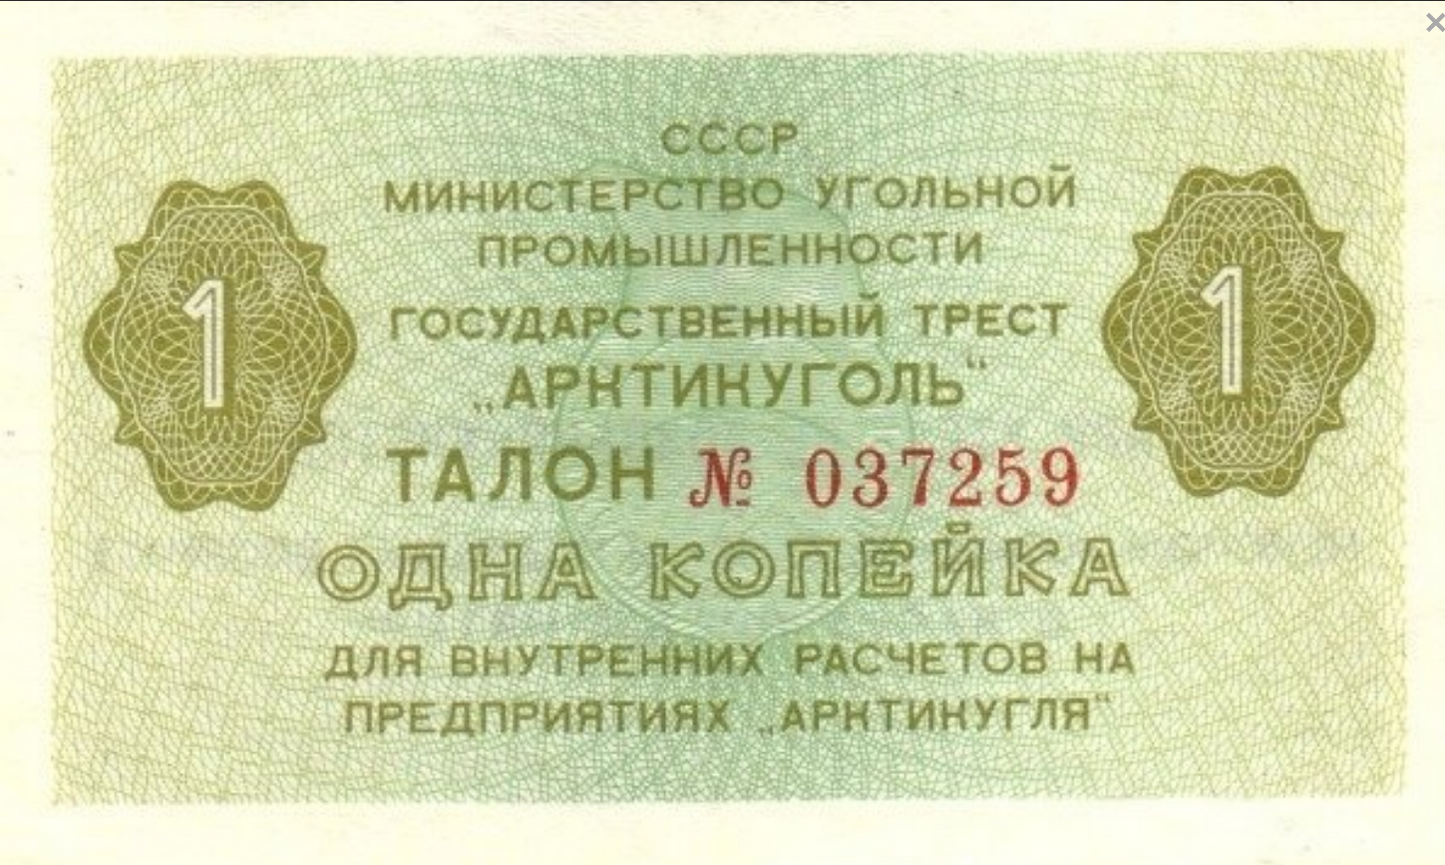 СССР
МИНИСТЕРСТВО УГОЛЬНОЙ
ПРОМЫШЛЕННОСТИ
ГОСУДАРСТВЕННЫЙ ТРЕСТ
„АРКТИКУГОЛЬ“
ТАЛОН № 037259
1 1
ОДНА КОПЕЙКА
ДЛЯ ВНУТРЕННИХ РАСЧЕТОВ НА
ПРЕДПРИЯТИЯХ „АРКТИКУГЛЯ“